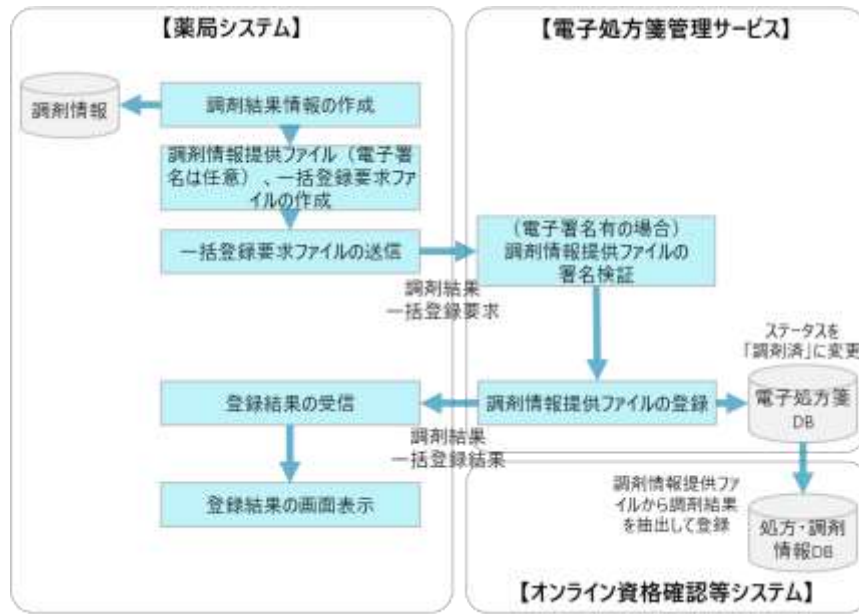 【薬局システム】
【電子処方箋管理サービス】
調剤情報
調剤結果情報の作成
調剤情報提供ファイル（電子署
名は任意）、一括登録要求ファ
イルの作成
一括登録要求ファイルの送信
（電子署名有の場合）
調剤情報提供ファイルの
署名検証
調剤結果
一括登録要求
ステータスを
「調剤済」に変更
登録結果の受信
調剤情報提供ファイルの登録
電子処方箋
DB
調剤結果
一括登録結果
登録結果の画面表示
調剤情報提供ファ
イルから調剤結果
を抽出して登録
処方・調剤
情報DB
【オンライン資格確認等システム】